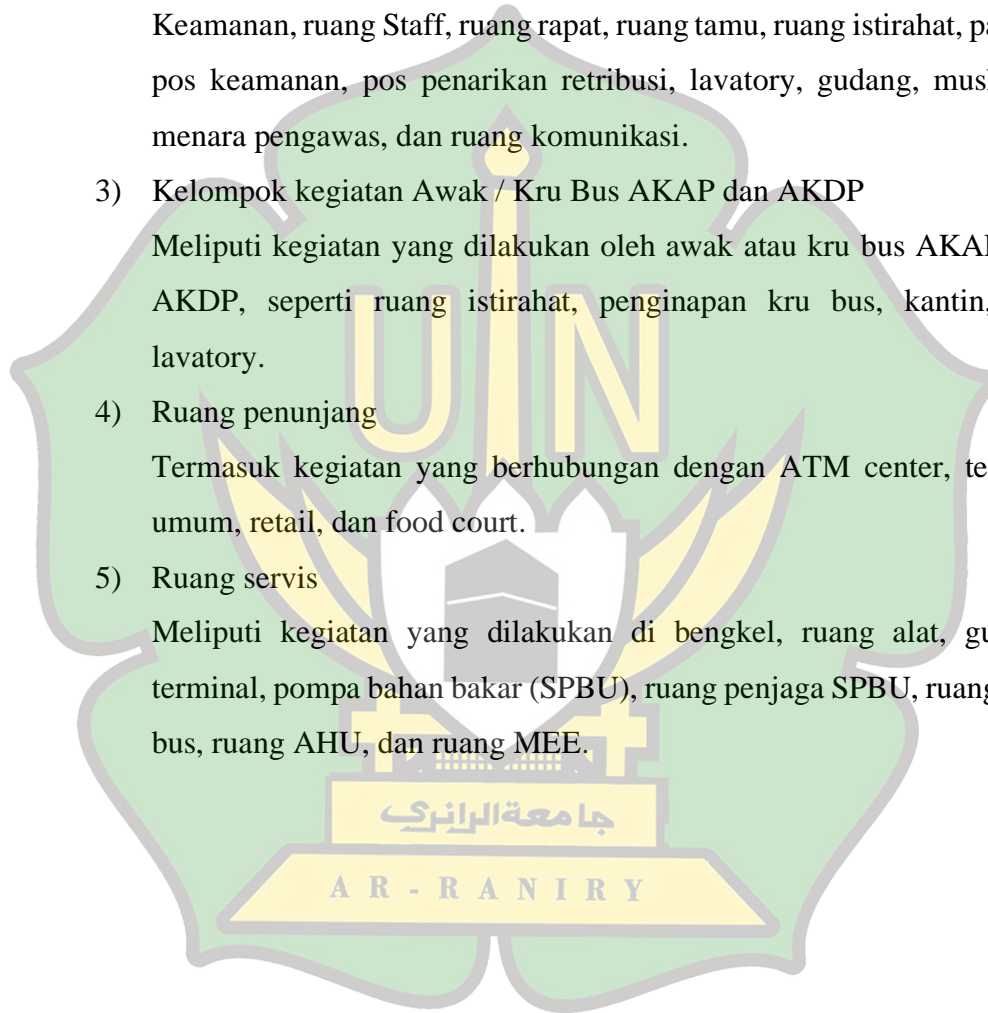 Keamanan, ruang Staff, ruang rapat, ruang tamu, ruang istirahat,
pos keamanan, pos penarikan retribusi, lavatory, gudang,
menara pengawas, dan ruang komunikasi.
3) Kelompok kegiatan Awak / Kru Bus AKAP dan AKDP
Meliputi kegiatan yang dilakukan oleh awak atau kru bus
AKDP, seperti ruang istirahat, penginapan kru bus, kantin,
lavatory.
4) Ruang penunjang
Termasuk kegiatan yang berhubungan dengan ATM center,
umum, retail, dan food court.
5) Ruang servis
Meliputi kegiatan yang dilakukan di bengkel, ruang alat,
terminal, pompa bahan bakar (SPBU), ruang penjaga SPBU, ruang
bus, ruang AHU, dan ruang MEE.
UIN
جامعة الرانري
AR-RANIRY